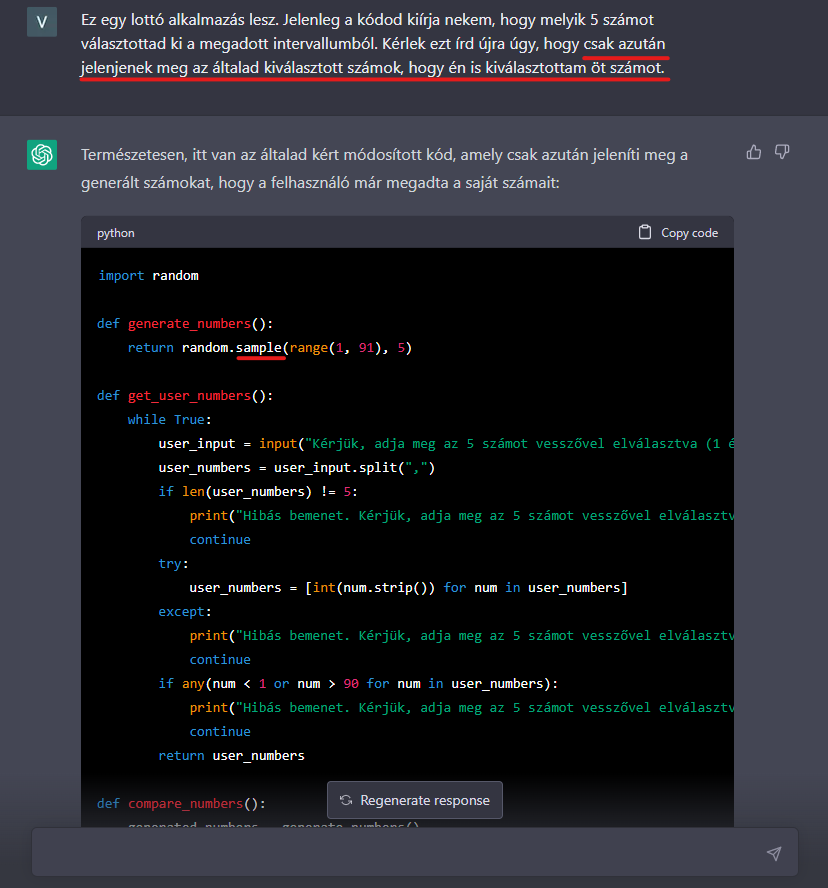 V
Ez egy lottó alkalmazás lesz. Jelenleg a kódod kiírja nekem, hogy melyik 5 számot
választottad ki a megadott intervallumból. Kérlek ezt írd újra úgy, hogy csak azután
jelenjenek meg az általad kiválasztott számok, hogy én is kiválasztottam öt számot.
Természetesen, itt van az általad kért módosított kód, amely csak azután jeleníti meg a
generált számokat, hogy a felhasználó már megadta a saját számait:
python
Copy code
import random
def generate_numbers():
    return random.sample(range(1, 91), 5)
def get_user_numbers():
    while True:
        user_input = input("Kérjük, adja meg az 5 számot vesszővel elválasztva (1 é
        user_numbers = user_input.split(",")
        if len(user_numbers) != 5:
            print("Hibás bemenet. Kérjük, adja meg az 5 számot vesszővel elválasztv
            continue
        try:
            user_numbers = [int(num.strip()) for num in user_numbers]
        except:
            print("Hibás bemenet. Kérjük, adja meg az 5 számot vesszővel elválasztv
            continue
        if any(num < 1 or num > 90 for num in user_numbers):
            print("Hibás bemenet. Kérjük, adja meg az 5 számot vesszővel elválasztv
            continue
        return user_numbers
def compare_numbers():
    generated_numbers = generate_numbers()
Regenerate response